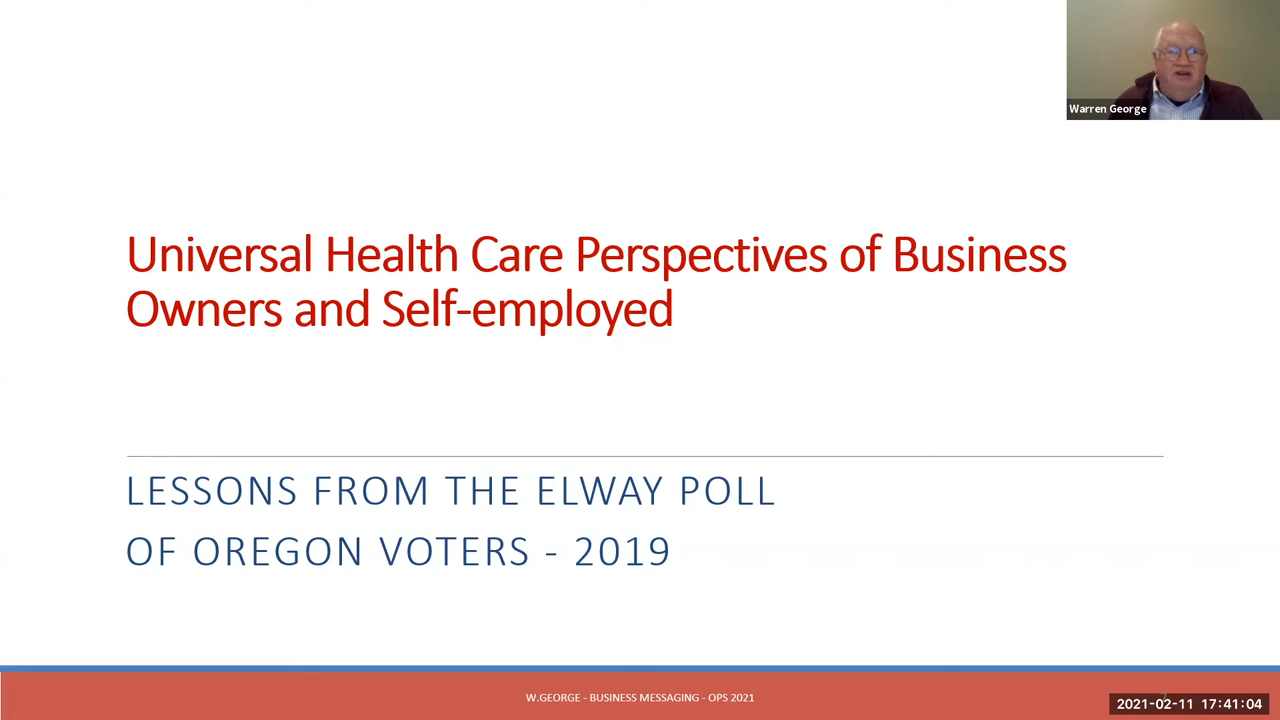 Warren George
Universal Health Care Perspectives of Business
Owners and Self-employed
LESSONS FROM THE ELWAY POLL
OF OREGON VOTERS - 2019
W.GEORGE - BUSINESS MESSAGING - OPS 2021
2021-02-11 17:41:04